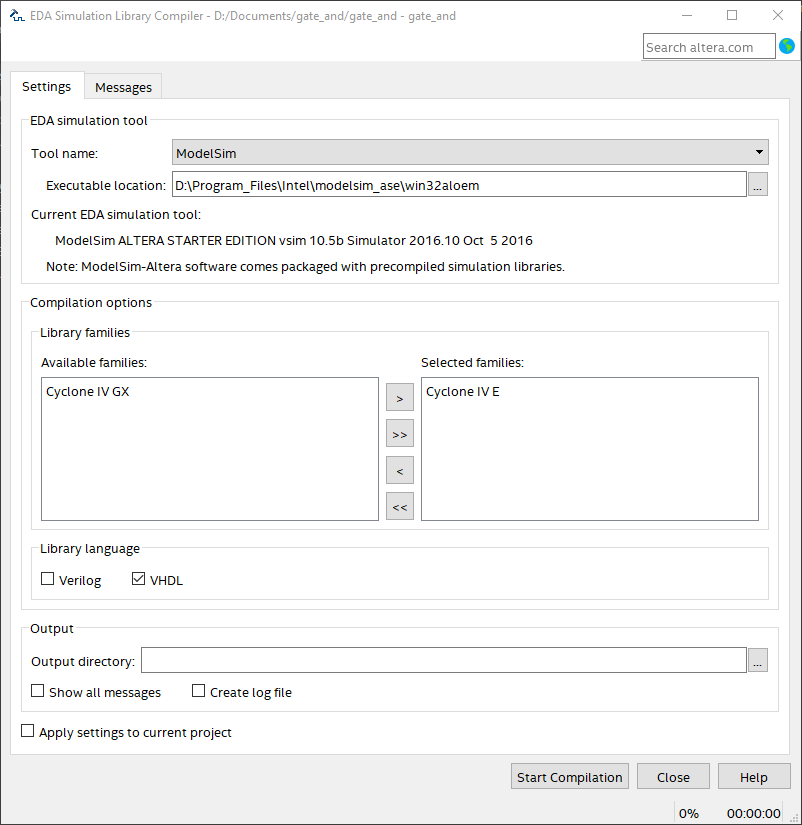 EDA Simulation Library Compiler - D:/Documents/gate_and/gate_and - gate_and
Search altera.com
Settings
Messages
EDA simulation tool
Tool name:
ModelSim
Executable location:
D:\Program_Files\Intel\modelsim_ase\win32aloem
...
Current EDA simulation tool:
ModelSim ALTERA STARTER EDITION vsim 10.5b Simulator 2016.10 Oct  5 2016
Note: ModelSim-Altera software comes packaged with precompiled simulation libraries.
Compilation options
Library families
Available families:
Selected families:
Cyclone IV GX
Cyclone IV E
>
>>
<
<<
Library language
Verilog
VHDL
Output
Output directory:
...
Show all messages
Create log file
Apply settings to current project
Start Compilation
Close
Help
0%
00:00:00